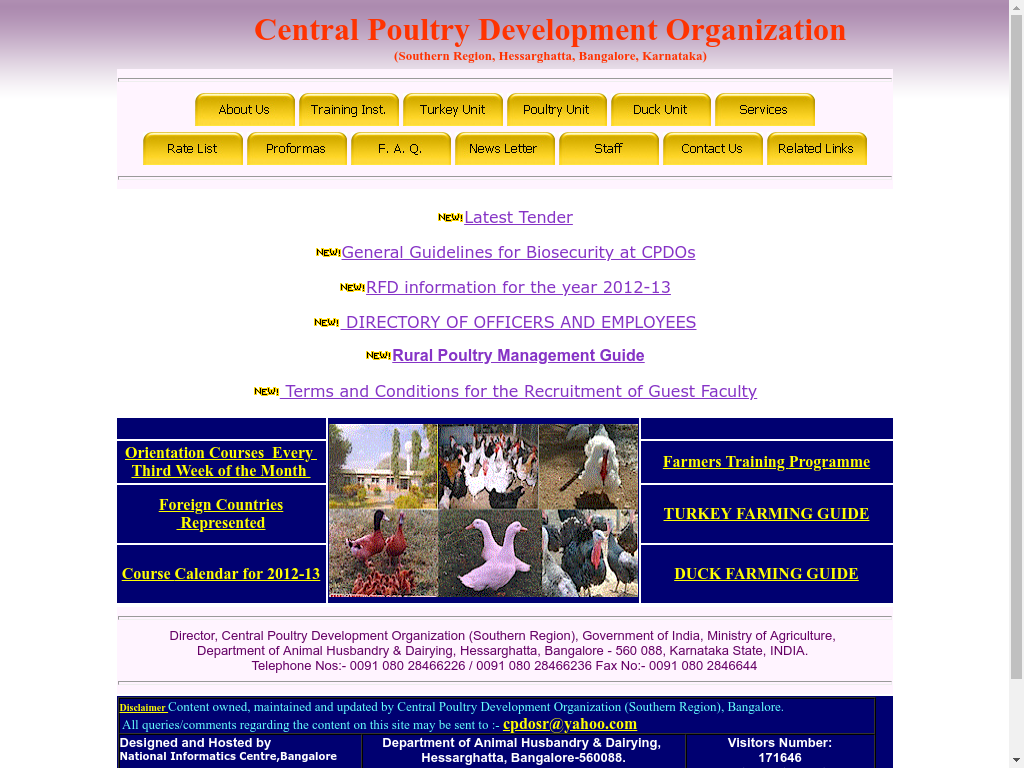 Central Poultry Development Organization
(Southern Region, Hessarghatta, Bangalore, Karnataka)
About Us
Training Inst.
Turkey Unit
Poultry Unit
Duck Unit
Services
Rate List
Proformas
F. A. Q.
News Letter
Staff
Contact Us
Related Links
NEW!Latest Tender
NEW!General Guidelines for Biosecurity at CPDOs
NEW!RFD information for the year 2012-13
NEW! DIRECTORY OF OFFICERS AND EMPLOYEES
NEW!Rural Poultry Management Guide
NEW! Terms and Conditions for the Recruitment of Guest Faculty
Orientation Courses Every
Third Week of the Month
Farmers Training Programme
Foreign Countries
Represented
TURKEY FARMING GUIDE
Course Calendar for 2012-13
DUCK FARMING GUIDE
Director, Central Poultry Development Organization (Southern Region), Government of India, Ministry of Agriculture,
Department of Animal Husbandry & Dairying, Hessarghatta, Bangalore - 560 088, Karnataka State, INDIA.
Telephone Nos:- 0091 080 28466226 / 0091 080 28466236 Fax No:- 0091 080 2846644
Disclaimer Content owned, maintained and updated by Central Poultry Development Organization (Southern Region), Bangalore.
All queries/comments regarding the content on this site may be sent to :- cpdosr@yahoo.com
Designed and Hosted by
National Informatics Centre,Bangalore
Department of Animal Husbandry & Dairying,
Hessarghatta, Bangalore-560088.
Visitors Number:
171646